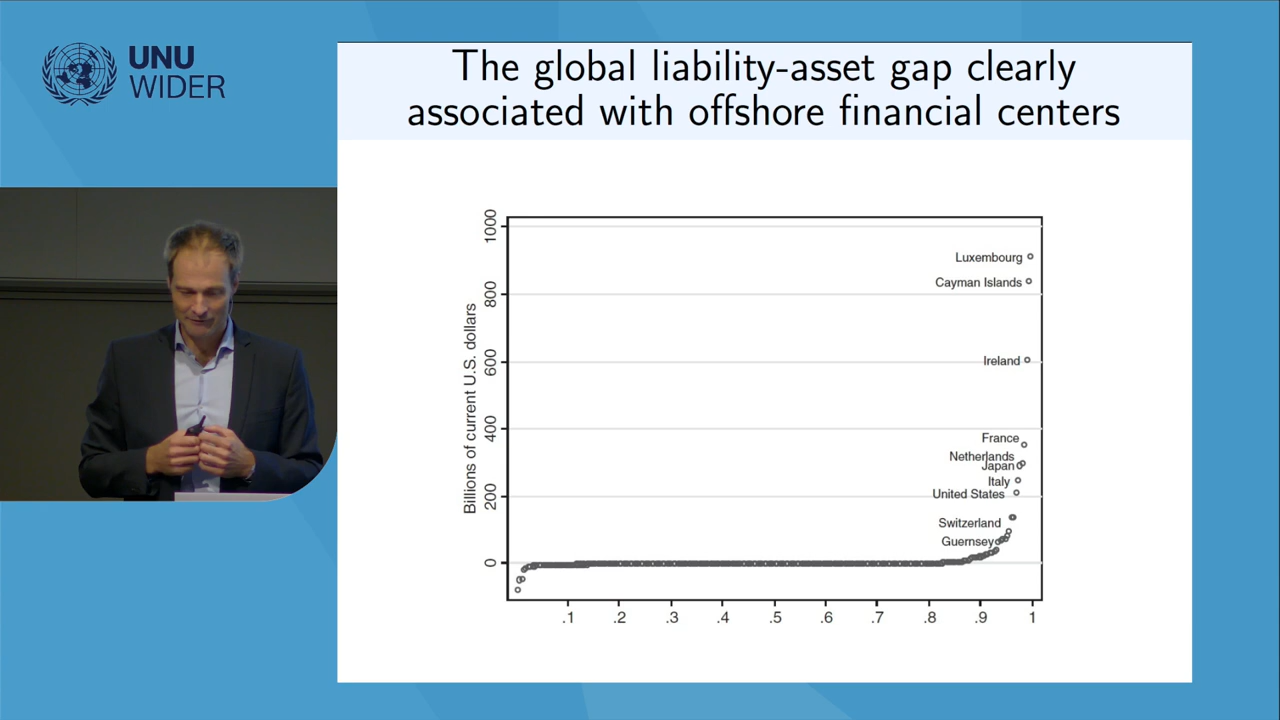 UNU
WIDER
The global liability-asset gap clearly
associated with offshore financial centers
Billions of current U.S. dollars
1000
800
600
400
200
0
Luxembourg
Cayman Islands
Ireland
France
Netherlands
Japan
Italy
United States
Switzerland
Guernsey
.1 .2 .3 .4 .5 .6 .7 .8 .9 1